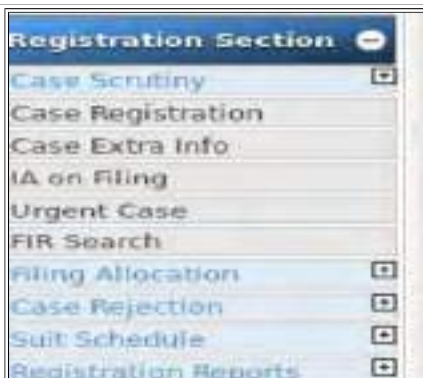 Registration Section
Case Scrutiny
Case Registration
Case Extra Info
IA on Filing
Urgent Case
FIR Search
Filing Allocation
Case Rejection
Suit Schedule
Registration Reports